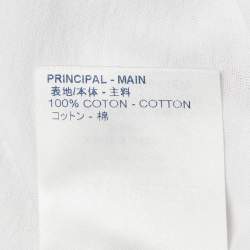 PRINCIPAL - MAIN
表地/本体 - 主料
100% COTON - COTTON
コットン - 棉